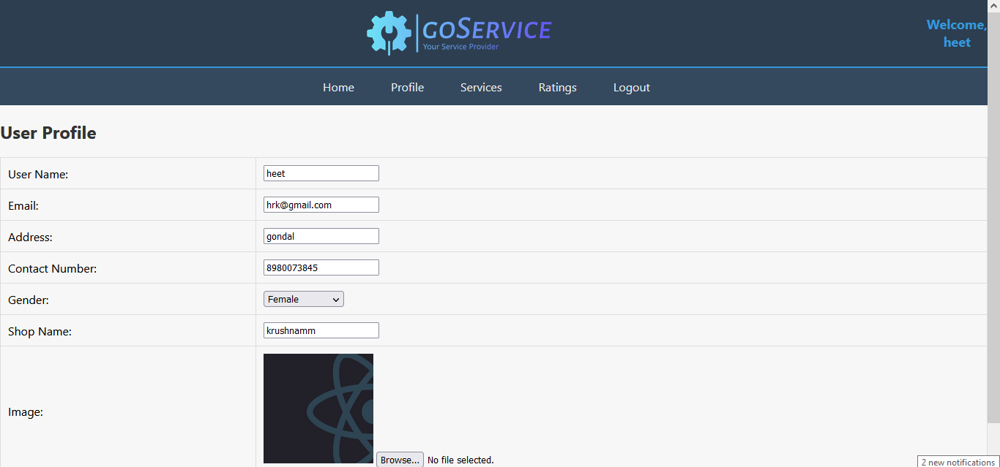 GOSERVICE
Your Service Provider
Welcome,
heet
Home Profile Services Ratings Logout
User Profile
User Name: heet
Email: hrk@gmail.com
Address: gondal
Contact Number: 8980073845
Gender: Female
Shop Name: krushnamm
Image:
Browse... No file selected.
2 new notifications